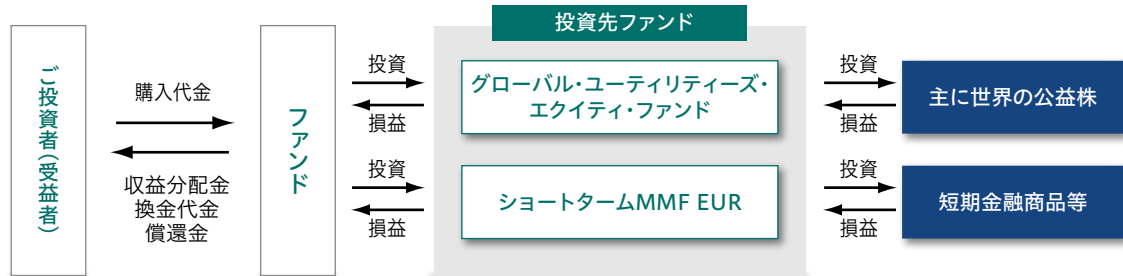 ご投資者(受益者)
購入代金
収益分配金
換金代金
償還金
ファンド
投資
損益
投資
損益
投資先ファンド
グローバル・ユーティリティーズ・
エクイティ・ファンド
ショートタームMMF EUR
投資
損益
投資
損益
主に世界の公益株
短期金融商品等